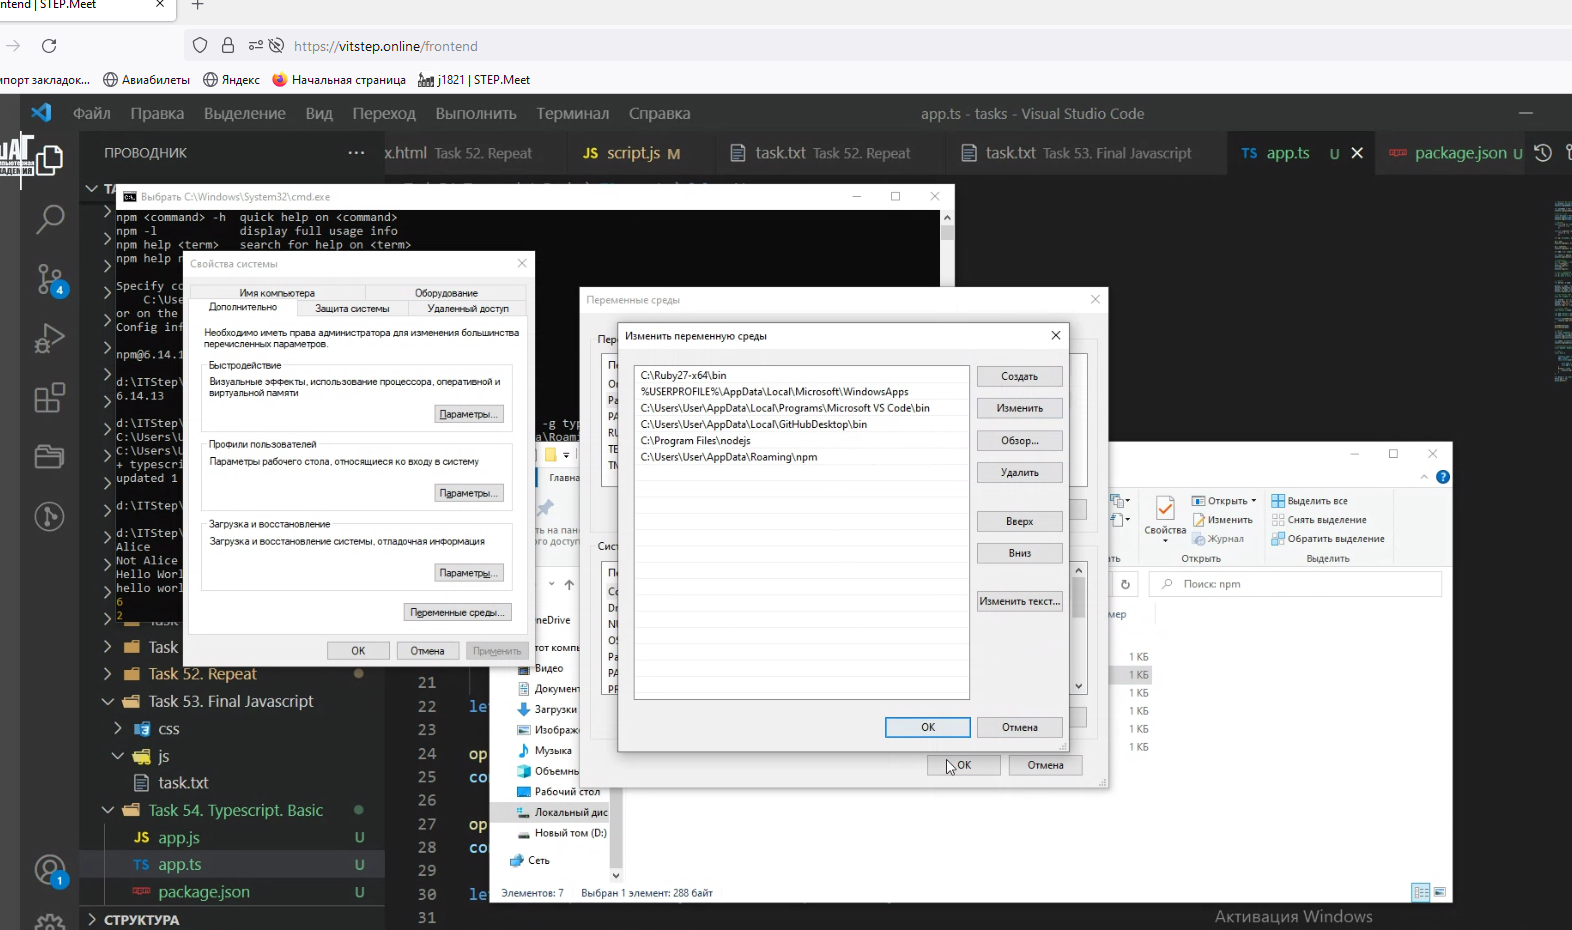 ntend | STEP.Meet
https://vitstep.online/frontend
мпорт закладок...
Авиабилеты
Яндекс
Начальная страница
j1821 | STEP.Meet
Файл Правка Выделение Вид Переход Выполнить Терминал Справка
app.ts - tasks - Visual Studio Code
ПРОВОДНИК
x.html Task 52. Repeat
JS script.js M
task.txt Task 52. Repeat
task.txt Task 53. Final Javascript
TS app.ts U
package.json U
Выбрать C:\Windows\System32\cmd.exe
npm <command> -h quick help on <command>
npm -l display full usage info
npm help <term> search for help on <term>
npm help n
Specify co
C:\Use
or on the
Config inf
npm@6.14.1
d:\ITStep\
6.14.13
d:\ITStep\
-g typ
C:\Users\U
a\Roami
+ typescri
updated 1
d:\ITStep\
d:\ITStep\
Alice
Not Alice
Hello Worl
hello worl
6
2
Свойства системы
Имя компьютера
Оборудование
Дополнительно
Защита системы
Удаленный доступ
Необходимо иметь права администратора для изменения большинства
перечисленных параметров.
Быстродействие
Визуальные эффекты, использование процессора, оперативной и
виртуальной памяти
Параметры...
Профили пользователей
Параметры рабочего стола, относящиеся ко входу в систему
Параметры...
Загрузка и восстановление
Загрузка и восстановление системы, отладочная информация
Параметры...
Переменные среды...
ОК
Отмена
Применить
Переменные среды
Изменить переменную среды
C:\Ruby27-x64\bin
%USERPROFILE%\AppData\Local\Microsoft\WindowsApps
C:\Users\User\AppData\Local\Programs\Microsoft VS Code\bin
C:\Users\User\AppData\Local\GitHubDesktop\bin
C:\Program Files\nodejs
C:\Users\User\AppData\Roaming\npm
Создать
Изменить
Обзор...
Удалить
Вверх
Вниз
Изменить текст...
ОК
Отмена
ОК
Отмена
Главна
Свойства
Открыть
Изменить
Журнал
Открыть
Выделить все
Снять выделение
Обратить выделение
Выделить
Поиск: npm
мер
1 КБ
1 КБ
1 КБ
1 КБ
1 КБ
1 КБ
neDrive
тот компь
Видео
Документ
Загрузки
Изображ
Музыка
Объемны
Рабочий стол
Локальный дис
Новый том (D:)
Сеть
Элементов: 7 Выбран 1 элемент: 288 байт
Task
Task 52. Repeat
Task 53. Final Javascript
css
js
task.txt
Task 54. Typescript. Basic
JS app.js U
TS app.ts U
package.json U
СТРУКТУРА
4
1
21
22 le
23
24 op
25 co
26
27 op
28 co
29
30 le
31
Активация Windows